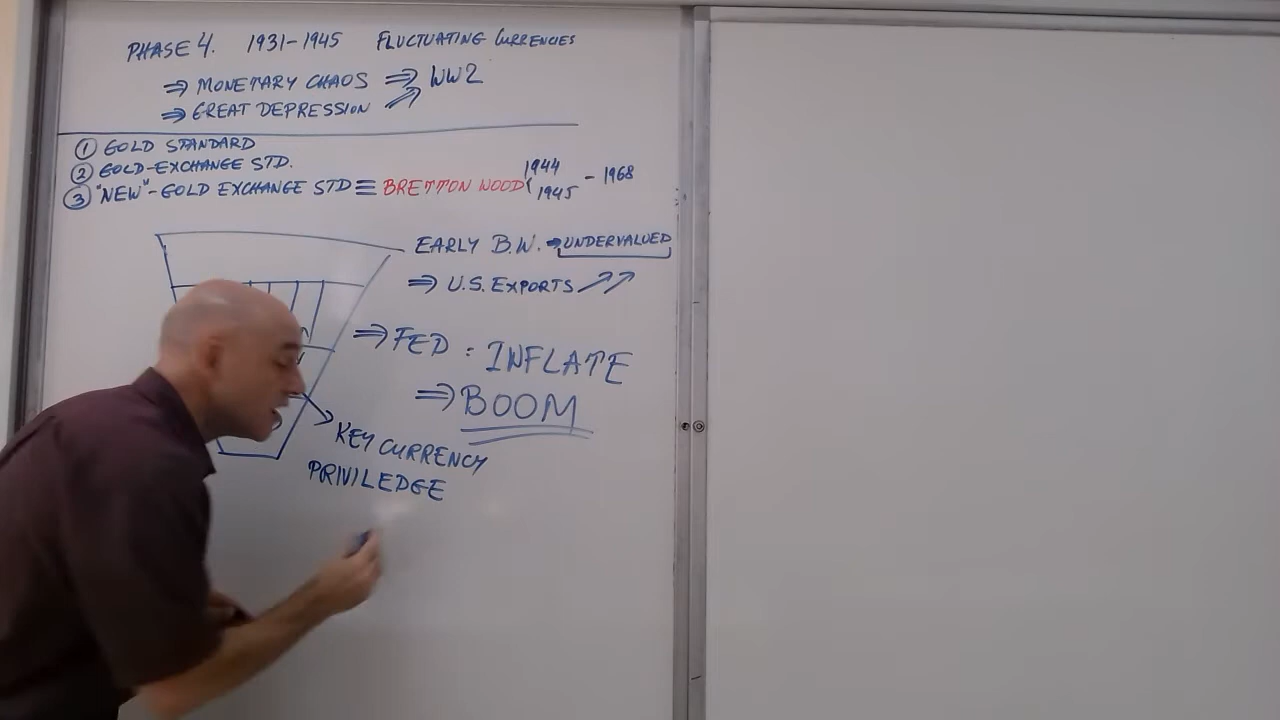 PHASE 4. 1931-1945 FLUCTUATING CURRENCIES
⇒ MONETARY CHAOS ⇒ WW2
⇒ GREAT DEPRESSION
① GOLD STANDARD
② GOLD-EXCHANGE STD.
③ "NEW"-GOLD EXCHANGE STD ≡ BRETTON WOOD 1944 1945 - 1968
EARLY B.W. → UNDERVALUED
⇒ U.S. EXPORTS
⇒ FED : INFLATE
⇒ BOOM
KEY CURRENCY
PRIVILEDGE